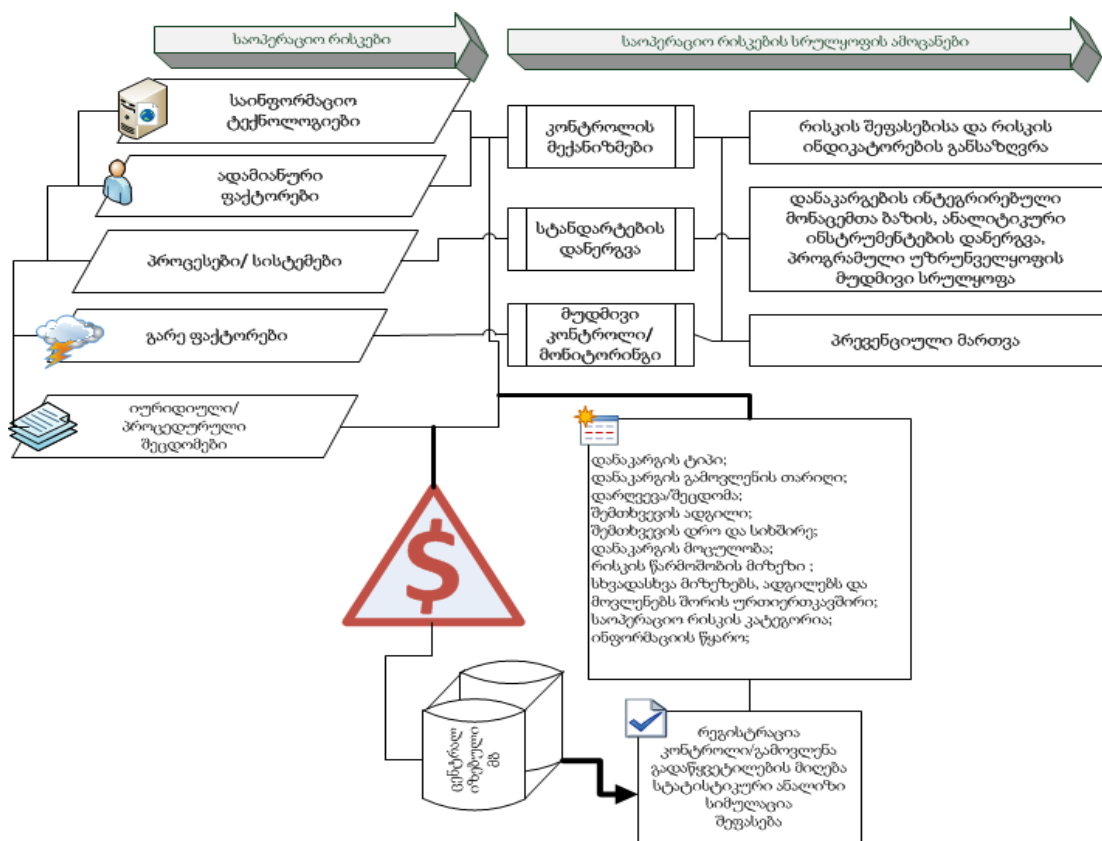 საოპერაციო რისკები
საოპერაციო რისკების სრულყოფის ამოცანები
საინფორმაციო
ტექნოლოგიები
კონტროლის
მექანიზმები
რისკის შეფასებისა და რისკის
ინდიკატორების განსაზღვრა
ადამიანური
ფაქტორები
პროცესები/ სისტემები
სტანდარტების
დანერგვა
დანაკარგების ინტეგრირებული
მონაცემთა ბაზის, ანალიტიკური
ინსტრუმენტების დანერგვა,
პროგრამული უზრუნველყოფის
მუდმივი სრულყოფა
გარე ფაქტორები
მუდმივი
კონტროლი/
მონიტორინგი
პრევენციული მართვა
იურიდიული/
პროცედურული
შეცდომები
დანაკარგის ტიპი;
დანაკარგის გამოვლენის თარიღი;
დარღვევა/შეცდომა;
შემთხვევის ადგილი;
შემთხვევის დრო და სიხშირე;
დანაკარგის მოცულობა;
რისკის წარმოშობის მიზეზი ;
სხვადასხვა მიზეზებს, ადგილებს და
მოვლენებს შორის ურთიერთკავშირი;
საოპერაციო რისკის კატეგორია;
ინფორმაციის წყარო;
$
ცენტრალ
იზებული
მბ
რეგისტრაცია
კონტროლი/გამოვლენა
გადაწყვეტილების მიღება
სტატისტიკური ანალიზი
სიმულაცია
შეფასება